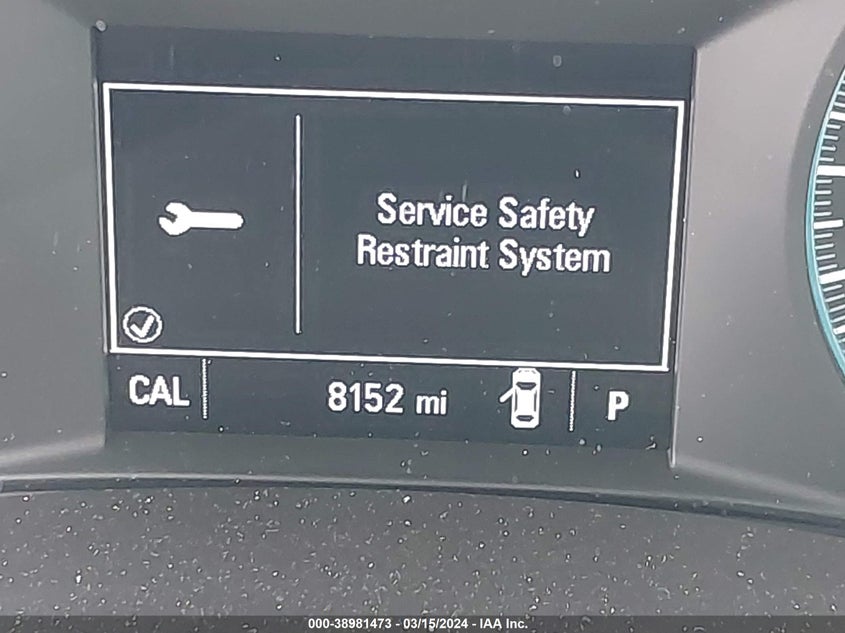 Service Safety
Restraint System
CAL
8152 mi
P
000-38981473 - 03/15/2024 - IAA Inc.